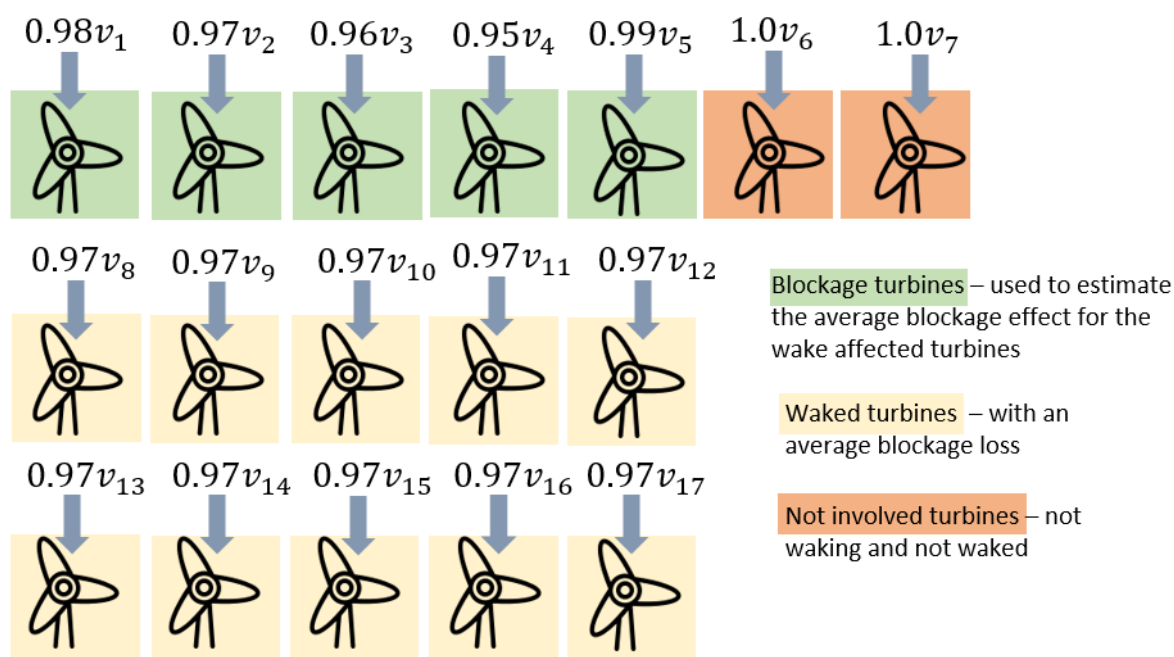 0.98v₁ 0.97v₂ 0.96v₃ 0.95v₄ 0.99v₅ 1.0v₆ 1.0v₇
0.97v₈ 0.97v₉ 0.97v₁₀ 0.97v₁₁ 0.97v₁₂
Blockage turbines – used to estimate
the average blockage effect for the
wake affected turbines
Waked turbines – with an
average blockage loss
0.97v₁₃ 0.97v₁₄ 0.97v₁₅ 0.97v₁₆ 0.97v₁₇
Not involved turbines – not
waking and not waked